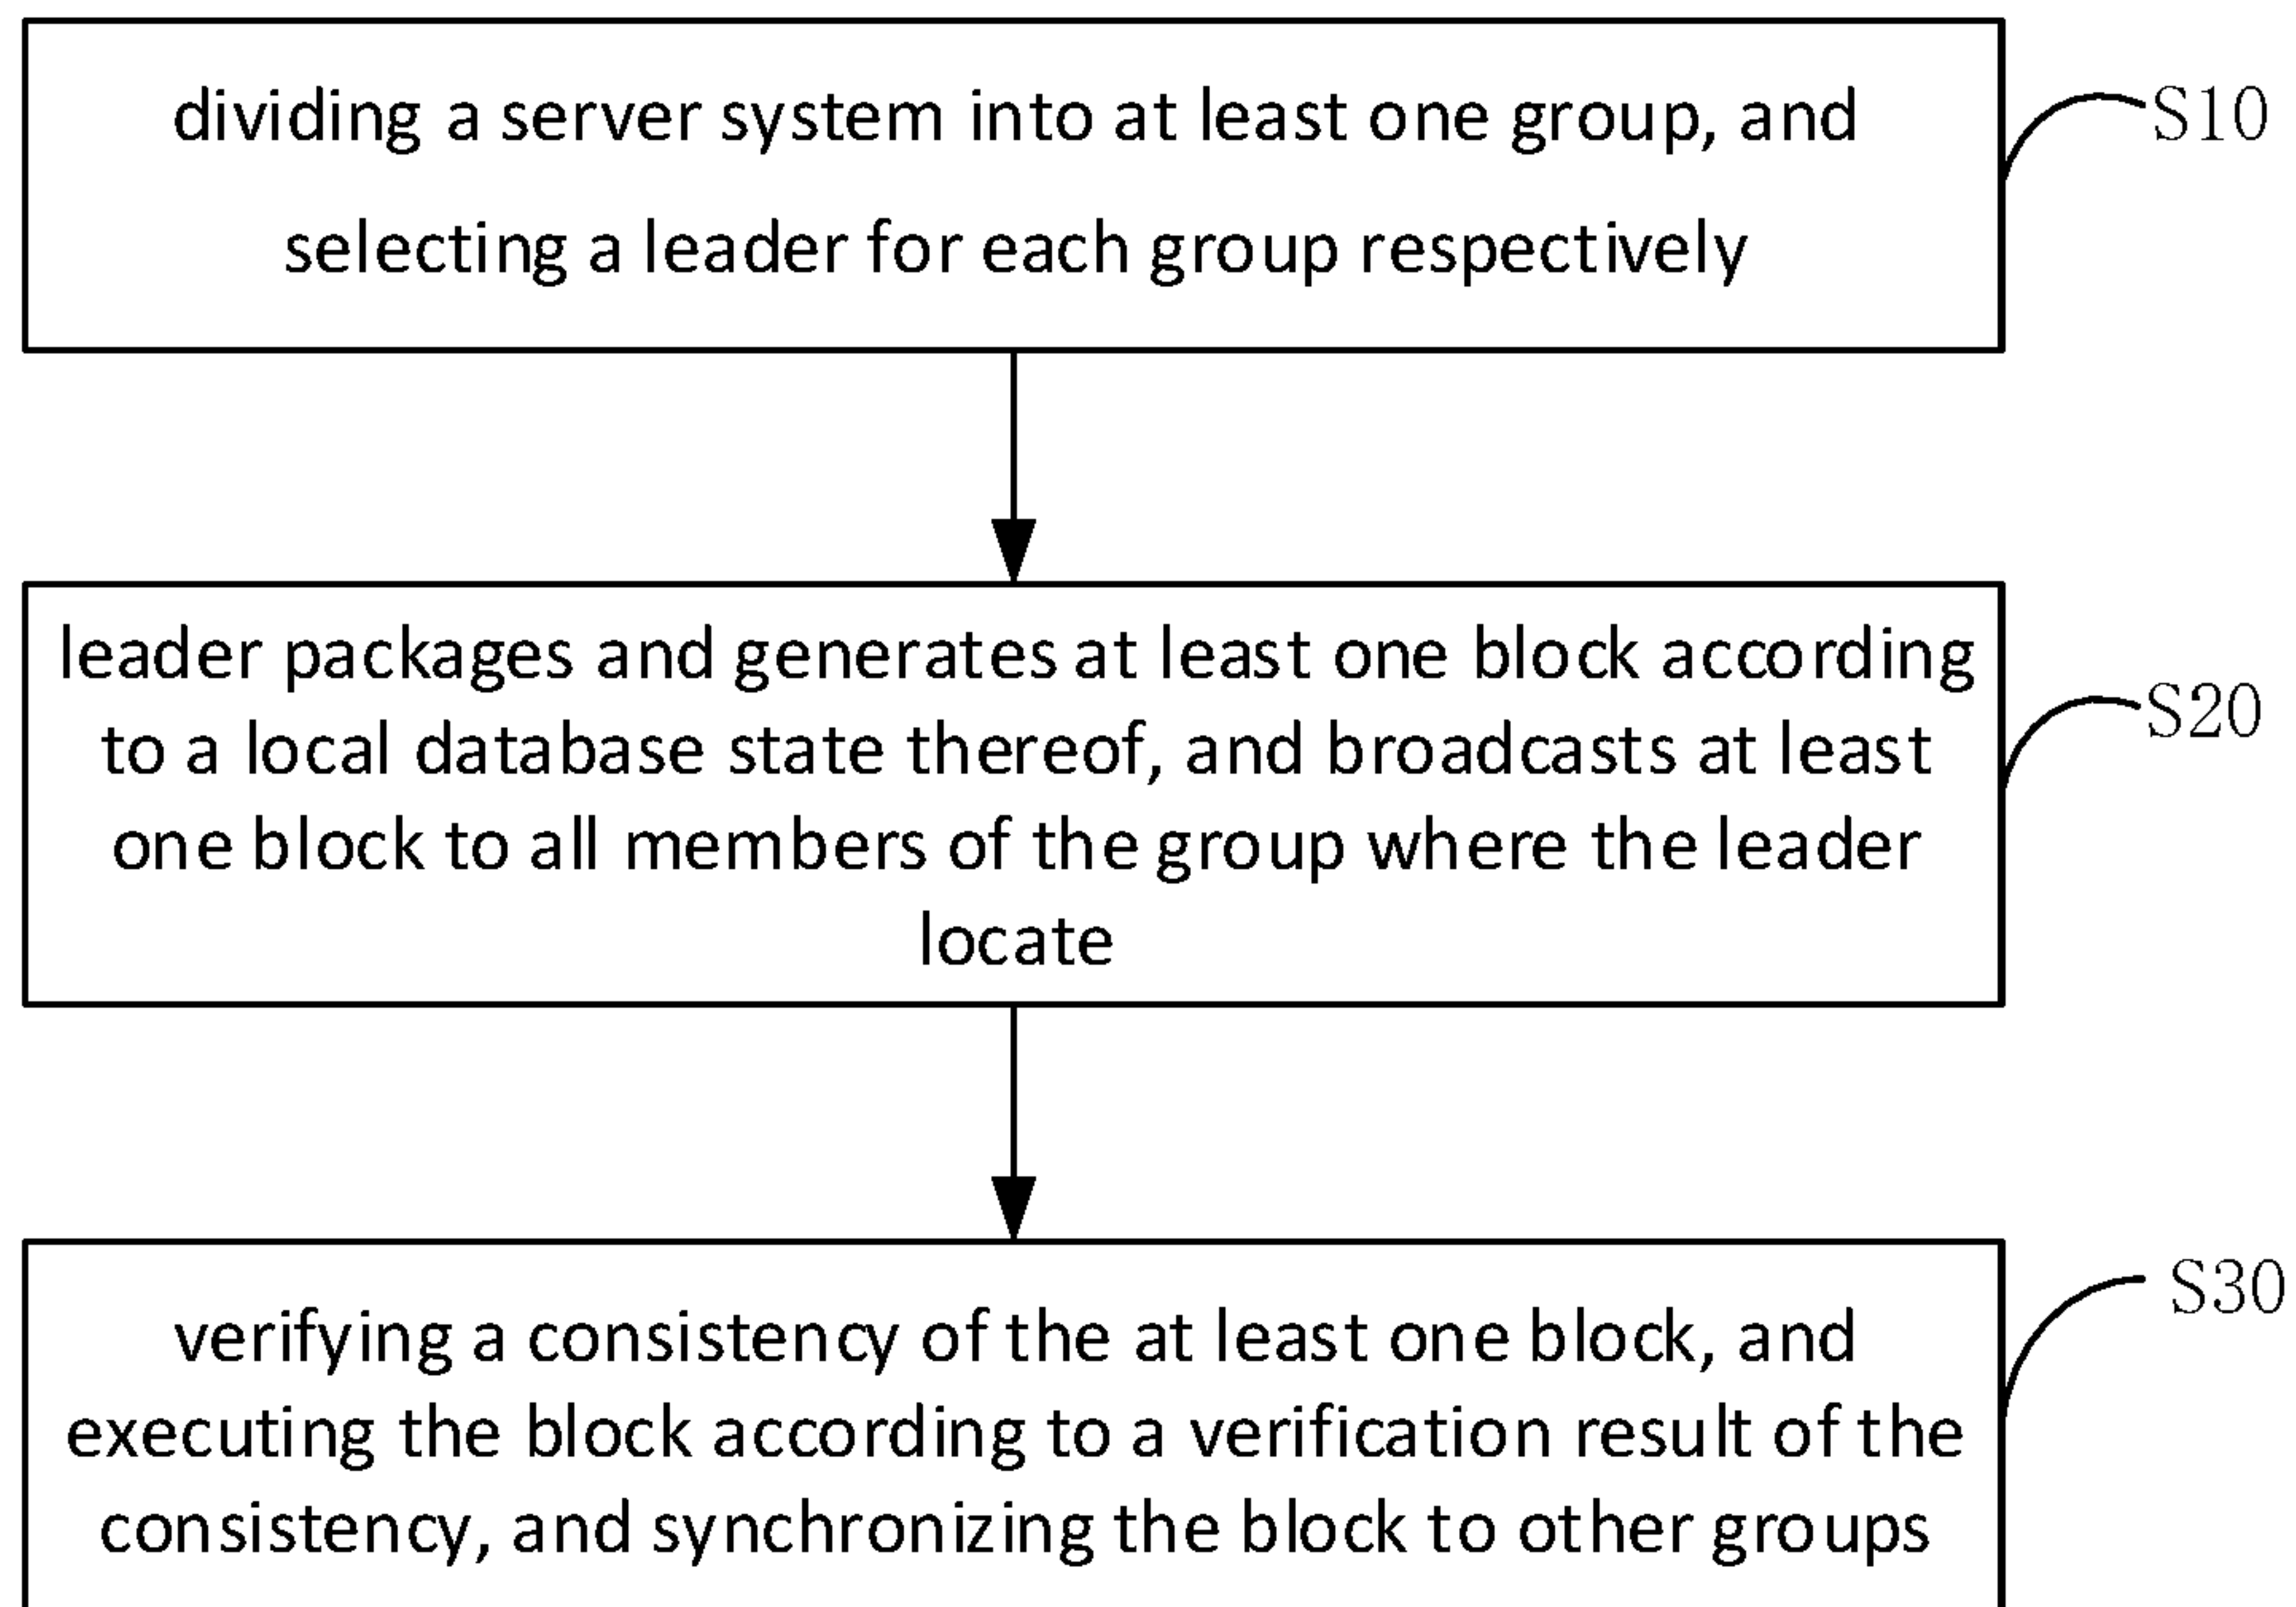 dividing a server system into at least one group, and
selecting a leader for each group respectively
S10
leader packages and generates at least one block according
to a local database state thereof, and broadcasts at least
one block to all members of the group where the leader
locate
S20
verifying a consistency of the at least one block, and
executing the block according to a verification result of the
consistency, and synchronizing the block to other groups
S30